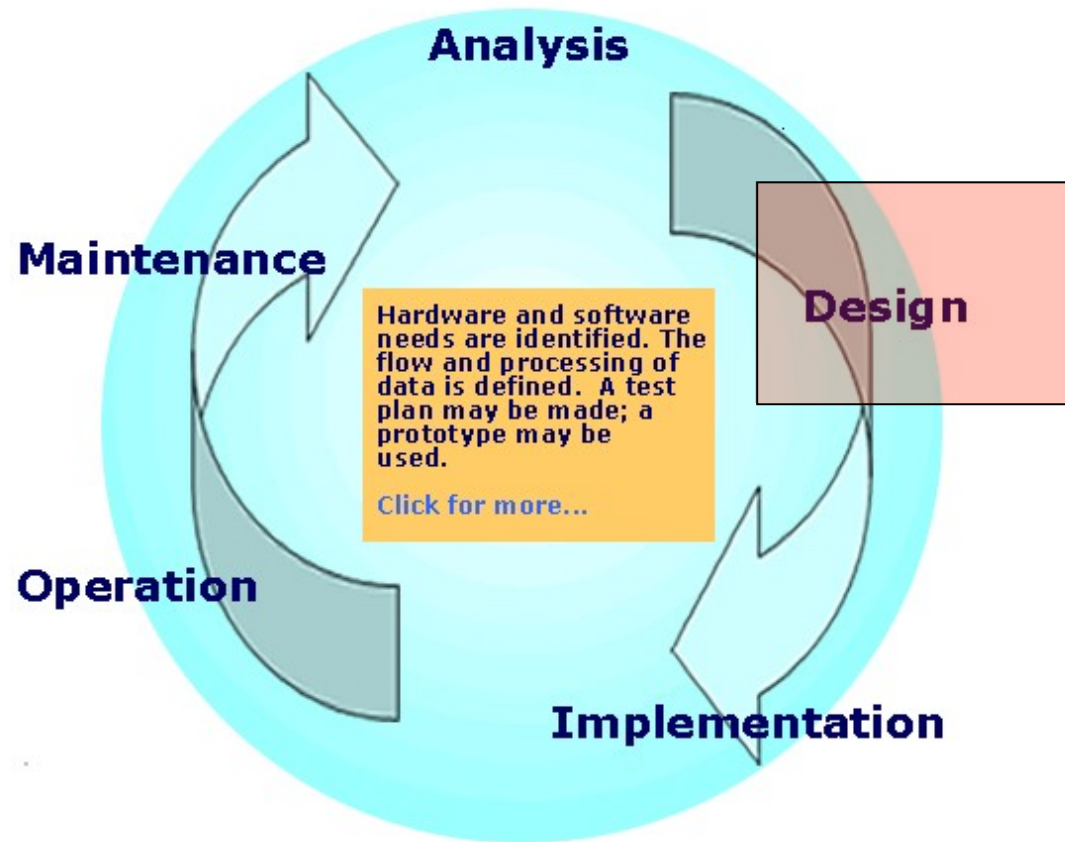 Analysis
Maintenance
Design
Hardware and software
needs are identified. The
flow and processing of
data is defined.  A test
plan may be made; a
prototype may be
used.
Click for more...
Operation
Implementation